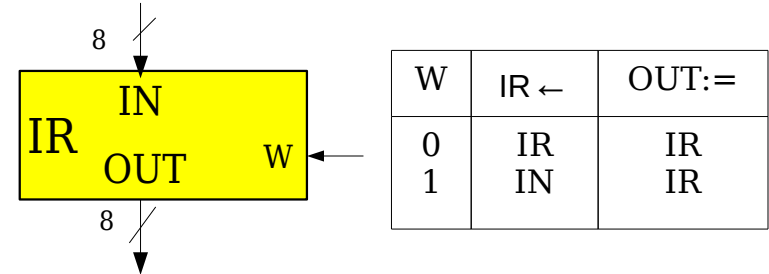 8
IN
IR
OUT
W
8
W IR ← OUT:=
0 IR IR
1 IN IR